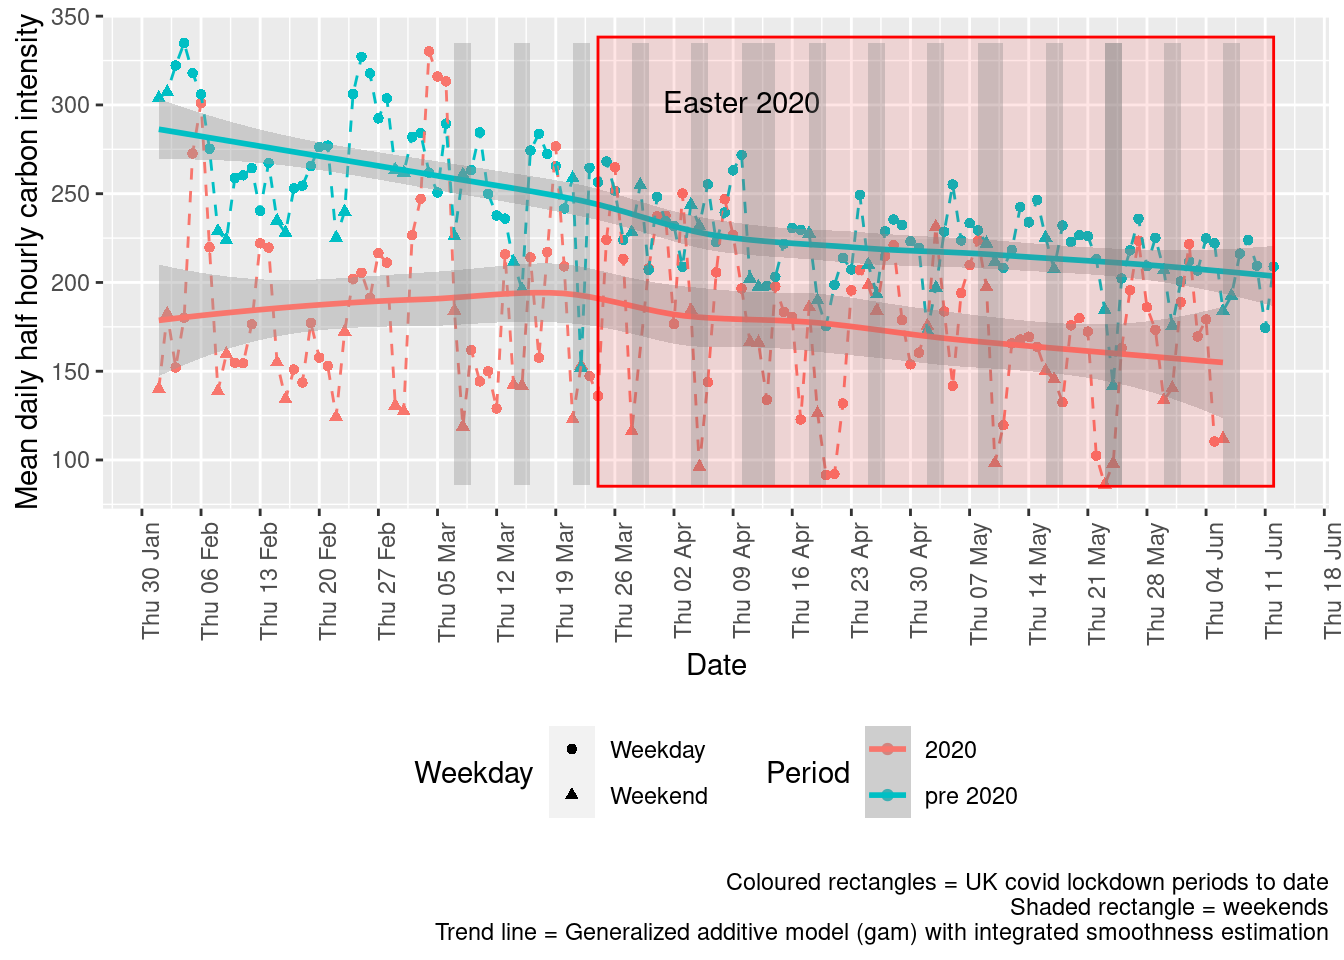 Mean daily half hourly carbon intensity
350
300
250
200
150
100
Easter 2020
Thu 30 Jan
Thu 06 Feb
Thu 13 Feb
Thu 20 Feb
Thu 27 Feb
Thu 05 Mar
Thu 12 Mar
Thu 19 Mar
Thu 26 Mar
Thu 02 Apr
Thu 09 Apr
Thu 16 Apr
Thu 23 Apr
Thu 30 Apr
Thu 07 May
Thu 14 May
Thu 21 May
Thu 28 May
Thu 04 Jun
Thu 11 Jun
Thu 18 Jun
Date
Weekday
Weekday
Weekend
Period
2020
pre 2020
Coloured rectangles = UK covid lockdown periods to date
Shaded rectangle = weekends
Trend line = Generalized additive model (gam) with integrated smoothness estimation